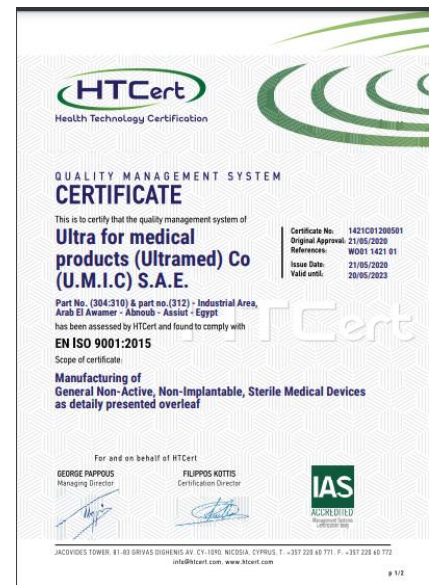 HTCert
Health Technology Certification
QUALITY MANAGEMENT SYSTEM
CERTIFICATE
This is to certify that the quality management system of
Ultra for medical
products (Ultramed) Co
(U.M.I.C) S.A.E.
Part No. (304:310) & part no.(312) - Industrial Area,
Arab El Awamer - Abnoub - Assiut - Egypt
has been assessed by HTCert and found to comply with
EN ISO 9001:2015
Scope of certificate:
Manufacturing of
General Non-Active, Non-Implantable, Sterile Medical Devices
as detaily presented overleaf
Certificate No: 1421C01200501
Original Approval: 21/05/2020
References: WO01 1421 01
Issue Date: 21/05/2020
Valid until: 20/05/2023
HTCert
For and on behalf of HTCert
GEORGE PAPPOUS
Managing Director
FILIPPOS KOTTIS
Certification Director
IAS
ACCREDITED
Management Systems
Certification Body
JACOVIDES TOWER, 81-83 GRIVAS DIGHENIS AV. CY-1090, NICOSIA, CYPRUS, T. +357 220 60 771, F. +357 220 60 772
info@htcert.com, www.htcert.com
p 1/2